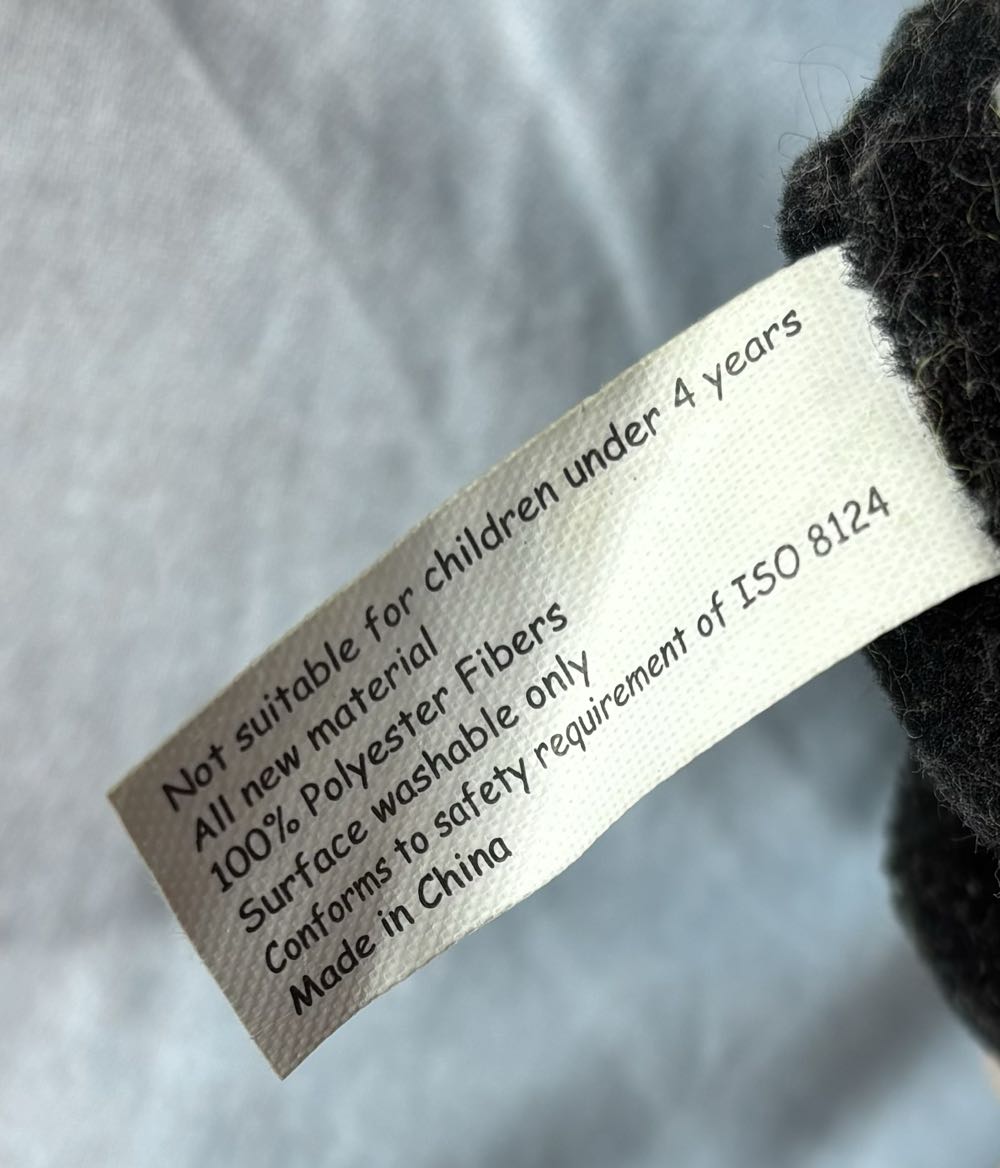 Not suitable for children under 4 years
All new material
100% Polyester Fibers
Surface washable only
Conforms to safety requirement of ISO 8124
Made in China